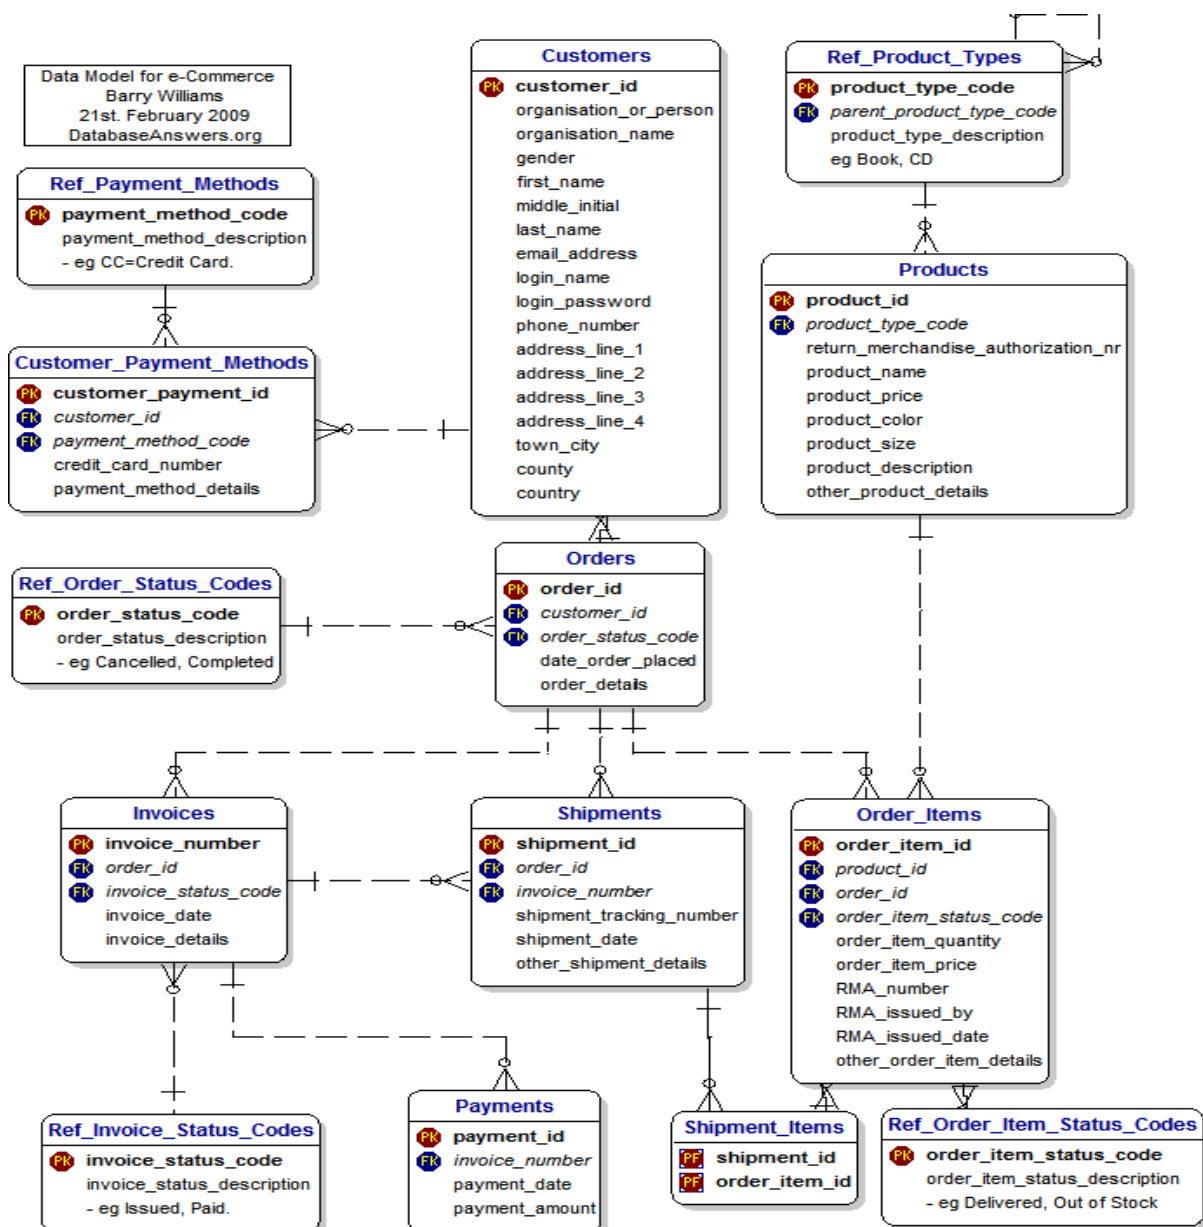 Data Model for e-Commerce
Barry Williams
21st. February 2009
DatabaseAnswers.org
Ref_Payment_Methods
PK payment_method_code
payment_method_description
- eg CC=Credit Card.
Customer_Payment_Methods
PK customer_payment_id
FK customer_id
FK payment_method_code
credit_card_number
payment_method_details
Customers
PK customer_id
organisation_or_person
organisation_name
gender
first_name
middle_initial
last_name
email_address
login_name
login_password
phone_number
address_line_1
address_line_2
address_line_3
address_line_4
town_city
county
country
Ref_Product_Types
PK product_type_code
FK parent_product_type_code
product_type_description
eg Book, CD
Products
PK product_id
FK product_type_code
return_merchandise_authorization_nr
product_name
product_price
product_color
product_size
product_description
other_product_details
Ref_Order_Status_Codes
PK order_status_code
order_status_description
- eg Cancelled, Completed
Orders
PK order_id
FK customer_id
FK order_status_code
date_order_placed
order_details
Invoices
PK invoice_number
FK order_id
FK invoice_status_code
invoice_date
invoice_details
Shipments
PK shipment_id
FK order_id
FK invoice_number
shipment_tracking_number
shipment_date
other_shipment_details
Order_Items
PK order_item_id
FK product_id
FK order_id
FK order_item_status_code
order_item_quantity
order_item_price
RMA_number
RMA_issued_by
RMA_issued_date
other_order_item_details
Ref_Invoice_Status_Codes
PK invoice_status_code
invoice_status_description
- eg Issued, Paid.
Payments
PK payment_id
FK invoice_number
payment_date
payment_amount
Shipment_Items
PF shipment_id
PF order_item_id
Ref_Order_Item_Status_Codes
PK order_item_status_code
order_item_status_description
- eg Delivered, Out of Stock